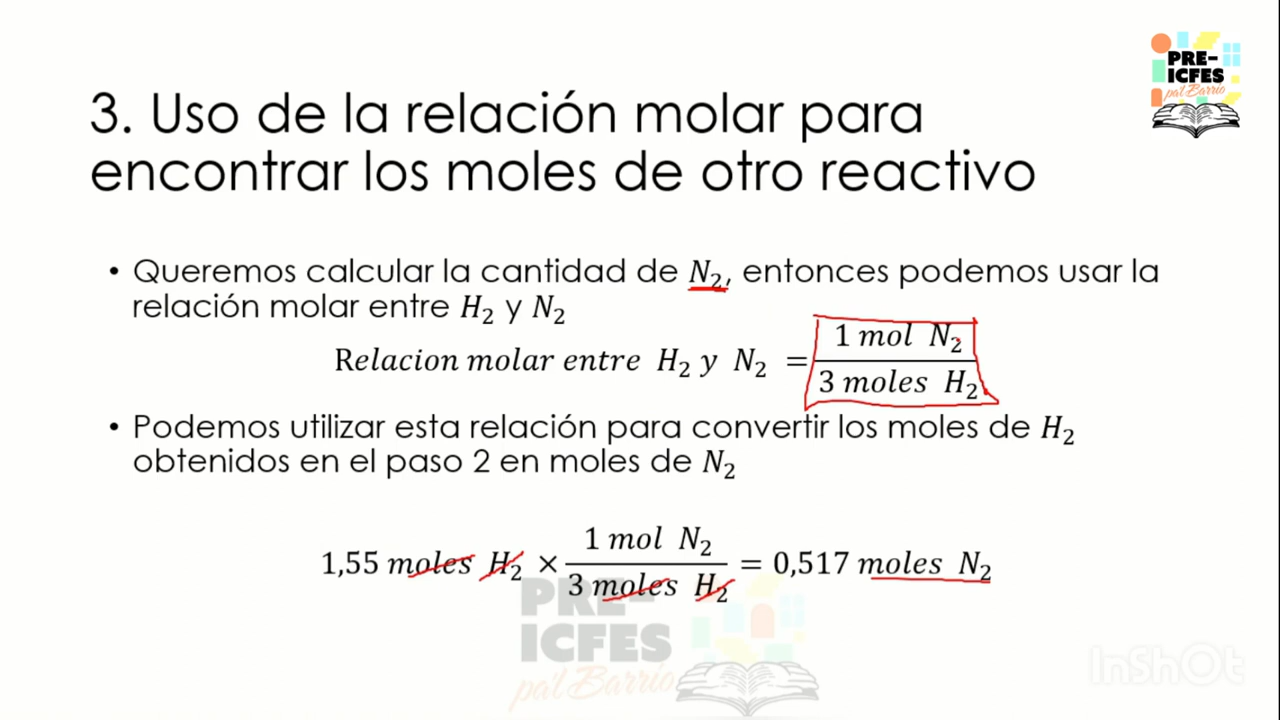 PRE-
ICFES
pal'Barrio
3. Uso de la relación molar para
encontrar los moles de otro reactivo
• Queremos calcular la cantidad de N₂, entonces podemos usar la
relación molar entre H₂ y N₂
Relacion molar entre H₂ y N₂ = 1 mol N₂ / 3 moles H₂
• Podemos utilizar esta relación para convertir los moles de H₂
obtenidos en el paso 2 en moles de N₂
1,55 moles H₂ × 1 mol N₂ / 3 moles H₂ = 0,517 moles N₂
PRE-
ICFES
pal'Barrio
InShOt